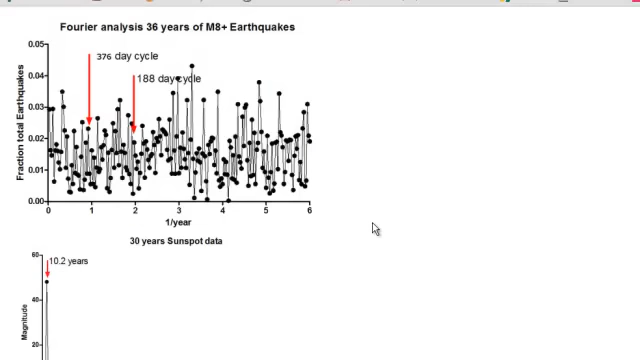 Fourier analysis 36 years of M8+ Earthquakes
0.05
376 day cycle
188 day cycle
0.04
0.03
0.02
0.01
0.00
Fraction total Earthquakes
0 1 2 3 4 5 6
1/year
30 years Sunspot data
60
10.2 years
40
20
Magnitude